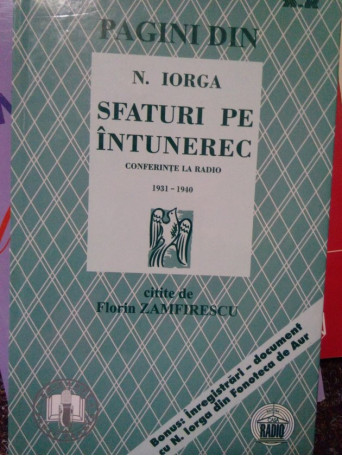 PAGINI DIN
N. IORGA
SFATURI PE
ÎNTUNEREC
CONFERINȚE LA RADIO
1931 – 1940
citite de
Florin ZAMFIRESCU
Bonus: înregistrări – document
cu N. Iorga din Fonoteca de Aur
RADIO